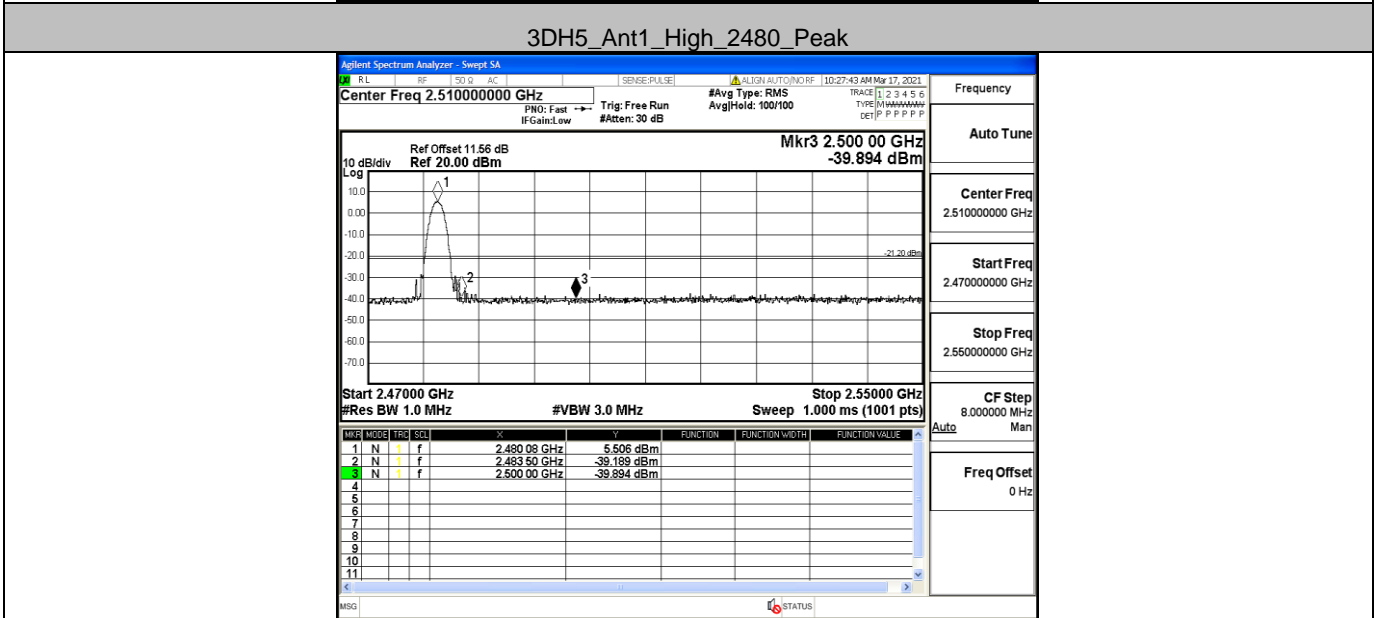 3DH5_Ant1_High_2480_Peak
Agilent Spectrum Analyzer - Swept SA
RL RF 50 Ω AC SENSE:PULSE ALIGN AUTO/NO RF 10:27:43 AM Mar 17, 2021
Center Freq 2.510000000 GHz
PNO: Fast
IFGain:Low
Trig: Free Run
#Atten: 30 dB
#Avg Type: RMS
Avg|Hold: 100/100
TRACE 1 2 3 4 5 6
TYPE M
DET P P P P P P
Ref Offset 11.56 dB
10 dB/div Ref 20.00 dBm
Log
Mkr3 2.500 00 GHz
-39.894 dBm
10.0
0.00
-10.0
-20.0
-30.0
-40.0
-50.0
-60.0
-70.0
1
2
3
-21.20 dBm
Start 2.47000 GHz Stop 2.55000 GHz
#Res BW 1.0 MHz #VBW 3.0 MHz Sweep 1.000 ms (1001 pts)
MKR MODE TRC SCL X Y FUNCTION FUNCTION WIDTH FUNCTION VALUE
1 N 1 f 2.480 08 GHz 5.506 dBm
2 N 1 f 2.483 50 GHz -39.189 dBm
3 N 1 f 2.500 00 GHz -39.894 dBm
4
5
6
7
8
9
10
11
MSG STATUS
Frequency
Auto Tune
Center Freq
2.510000000 GHz
Start Freq
2.470000000 GHz
Stop Freq
2.550000000 GHz
CF Step
8.000000 MHz
Auto Man
Freq Offset
0 Hz